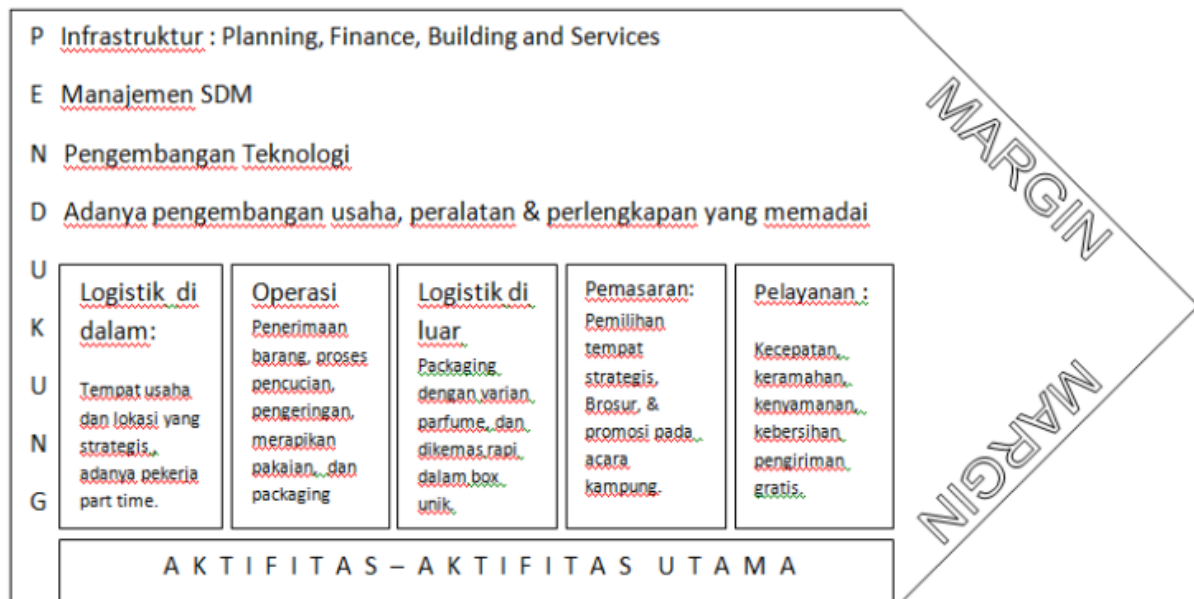 P Infrastruktur : Planning, Finance, Building and Services
E Manajemen SDM
N Pengembangan Teknologi
D Adanya pengembangan usaha, peralatan & perlengkapan yang memadai
U
K
U
N
G
Logistik di
dalam:
Tempat usaha
dan lokasi yang
strategis,
adanya pekerja
part time.
Operasi
Penerimaan
barang, proses
pencucian,
pengeringan,
merapikan
pakaian, dan
packaging
Logistik di
luar
Packaging
dengan varian
parfume, dan
dikemas rapi
dalam box
unik.
Pemasaran:
Pemilihan
tempat
strategis,
Brosur, &
promosi pada
acara
kampung.
Pelayanan :
Kecepatan,
keramahan,
kenyamanan,
kebersihan
pengiriman
gratis.
AKTIFITAS – AKTIFITAS UTAMA
MARGIN
MARGIN